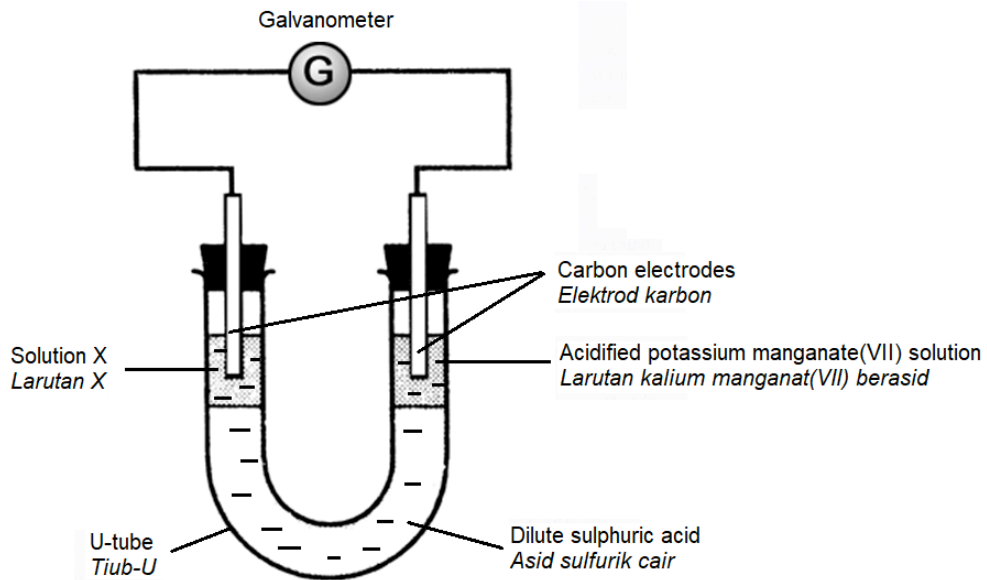 Galvanometer
G
Carbon electrodes
Elektrod karbon
Solution X
Larutan X
Acidified potassium manganate(VII) solution
Larutan kalium manganat(VII) berasid
U-tube
Tiub-U
Dilute sulphuric acid
Asid sulfurik cair